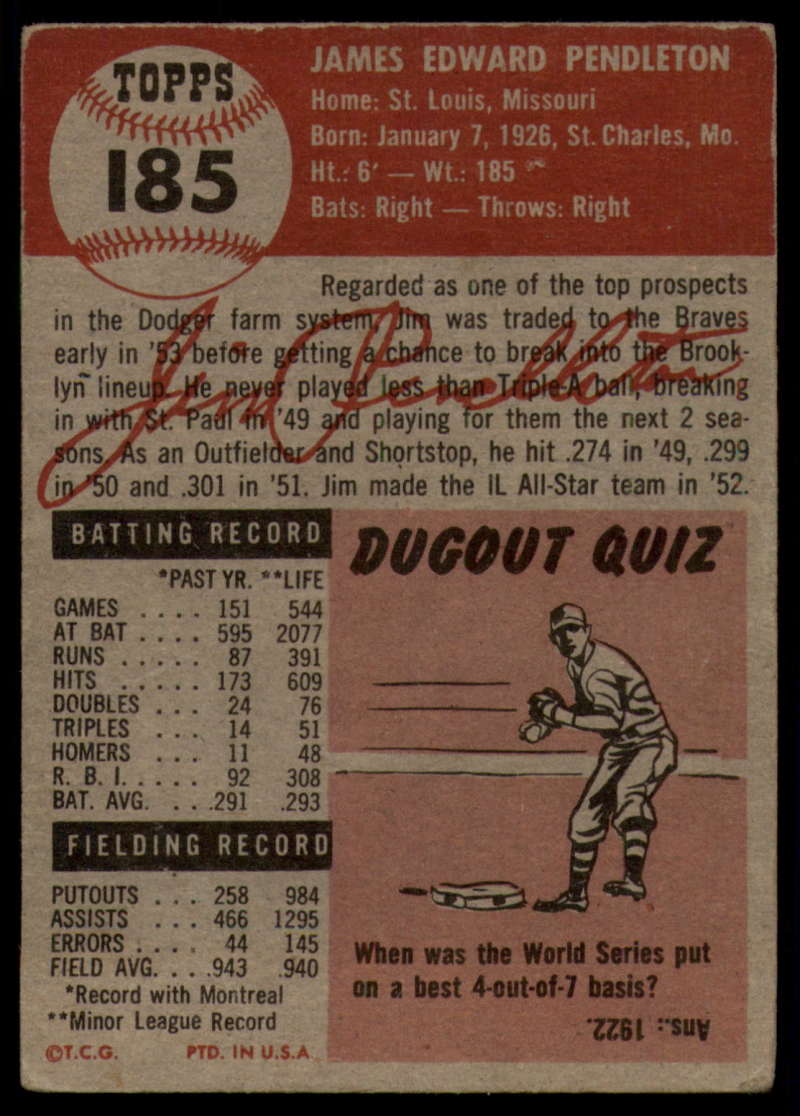 TOPPS
185
JAMES EDWARD PENDLETON
Home: St. Louis, Missouri
Born: January 7, 1926, St. Charles, Mo.
Ht.: 6' — Wt.: 185
Bats: Right — Throws: Right
Regarded as one of the top prospects
in the Dodger farm system, Jim was traded to the Braves
early in '53 before getting a chance to break into the Brook-
lyn lineup. He never played less than Triple-A ball, breaking
in with St. Paul in '49 and playing for them the next 2 sea-
sons. As an Outfielder and Shortstop, he hit .274 in '49, .299
in '50 and .301 in '51. Jim made the IL All-Star team in '52.
Jim Pendleton
BATTING RECORD
*PAST YR. **LIFE
GAMES .... 151 544
AT BAT .... 595 2077
RUNS ..... 87 391
HITS ..... 173 609
DOUBLES ... 24 76
TRIPLES ... 14 51
HOMERS ... 11 48
R. B. I. .... 92 308
BAT. AVG. .. .291 .293
FIELDING RECORD
PUTOUTS ... 258 984
ASSISTS ... 466 1295
ERRORS .... 44 145
FIELD AVG. .. .943 .940
*Record with Montreal
**Minor League Record
©T.C.G. PTD. IN U.S.A.
DUGOUT QUIZ
When was the World Series put
on a best 4-out-of-7 basis?
Ans.: 1922.